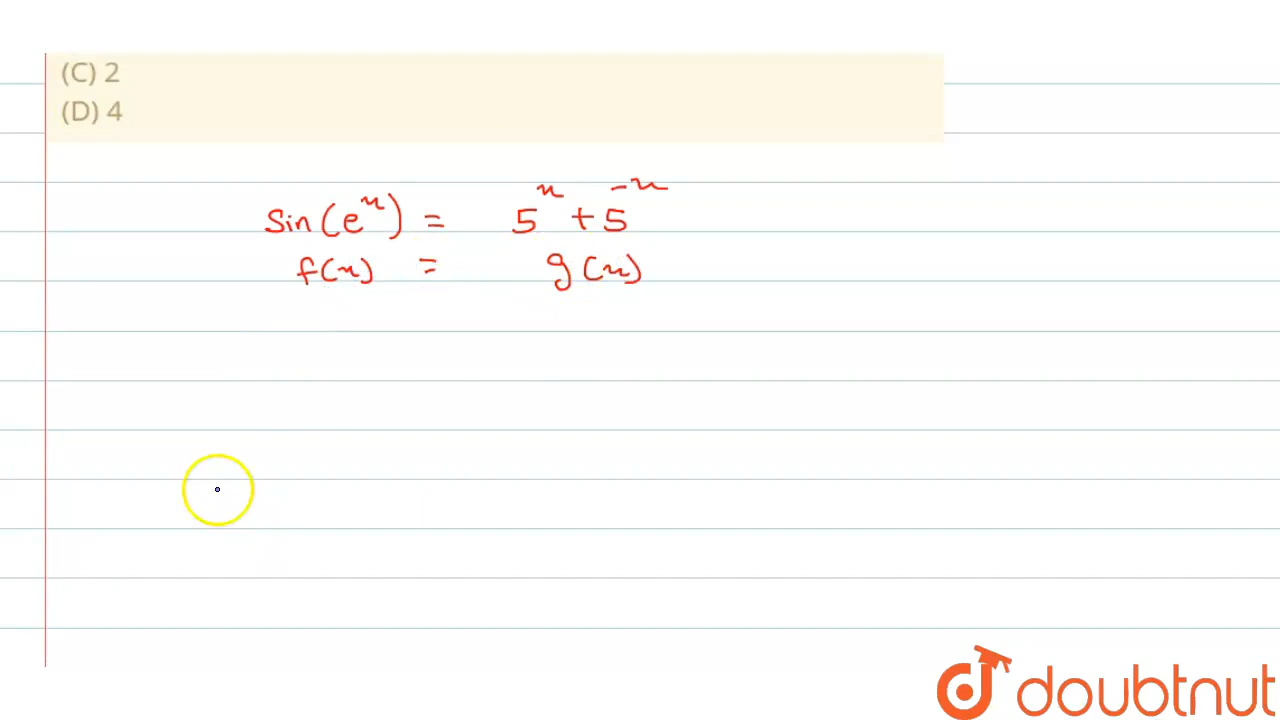 (C) 2
(D) 4
Sin(e^x) = 5^x + 5^-x
f(x) = g(x)
doubtnut